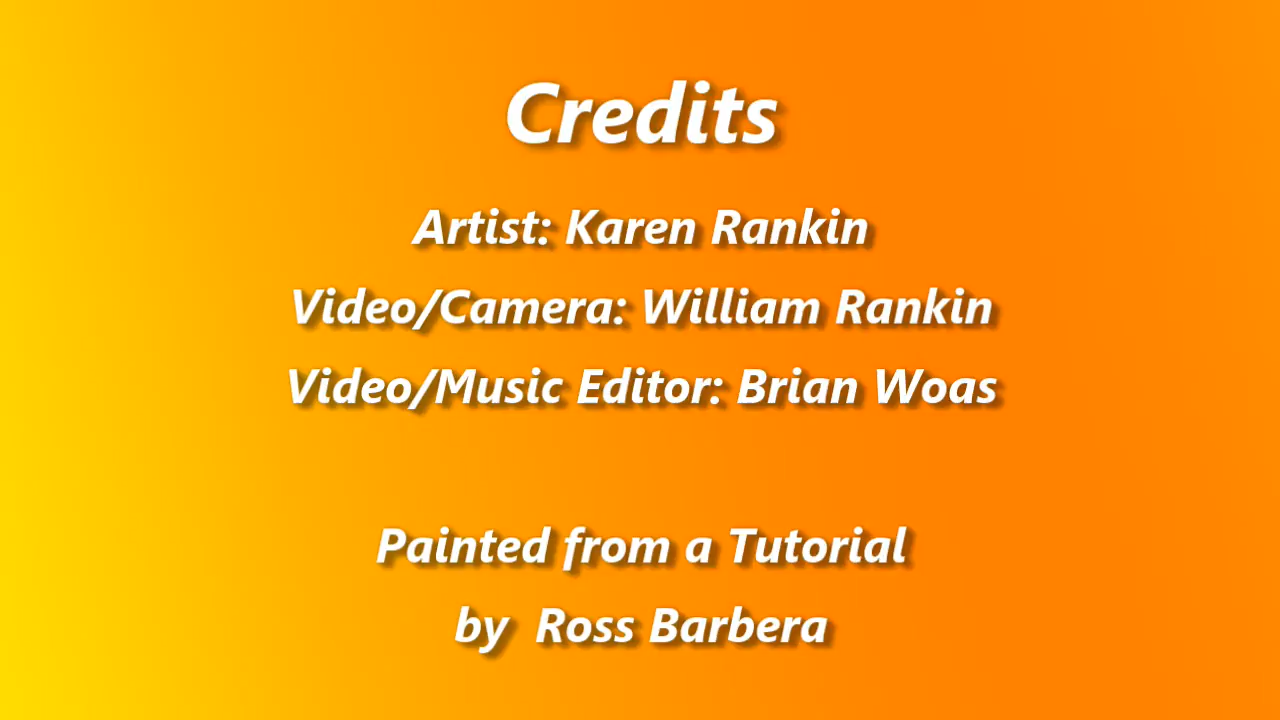 Credits
Artist: Karen Rankin
Video/Camera: William Rankin
Video/Music Editor: Brian Woas
Painted from a Tutorial
by  Ross Barbera